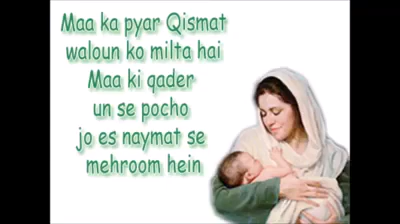 Maa ka pyar Qismat
waloun ko milta hai
Maa ki qader
un se pocho
jo es naymat se
mehroom hein